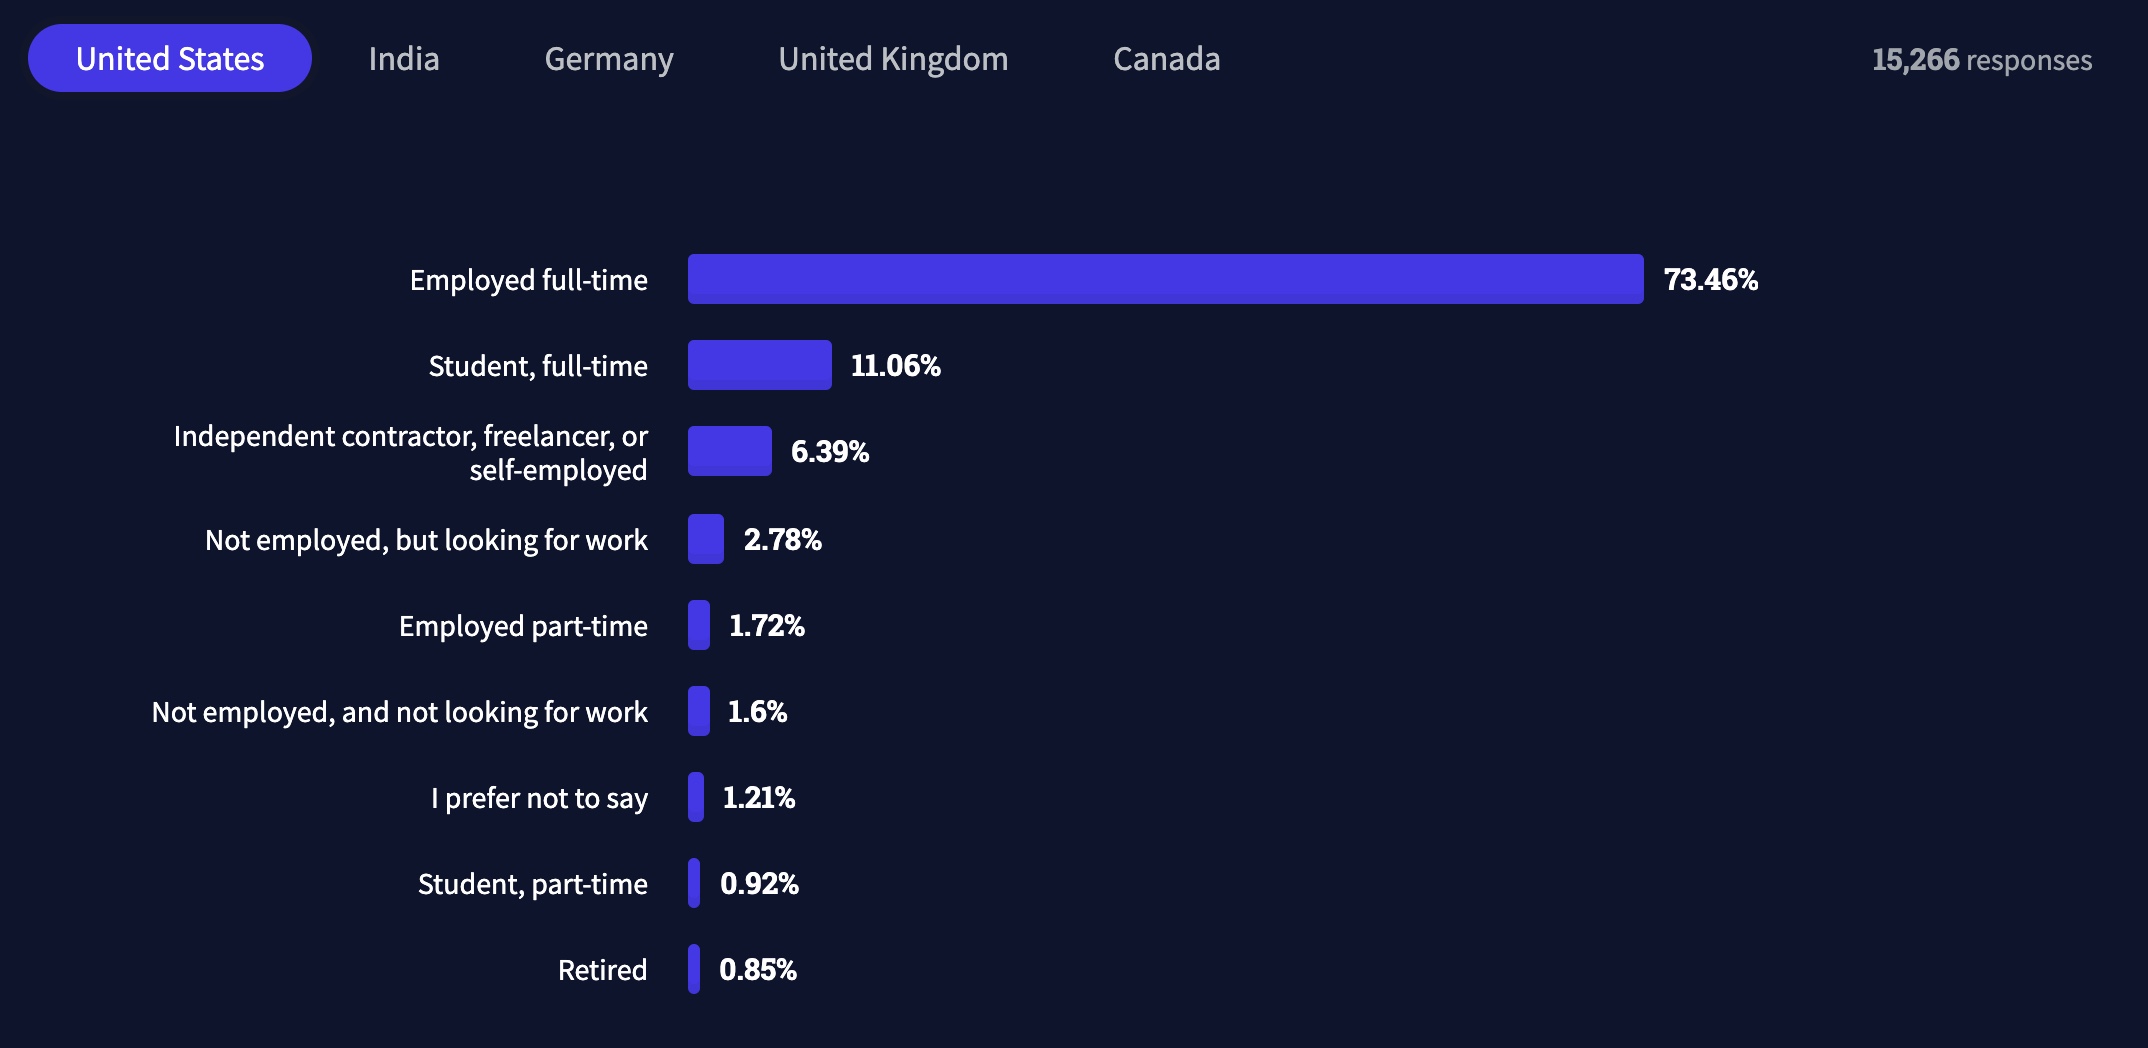 United States India Germany United Kingdom Canada 15,266 responses
Employed full-time 73.46%
Student, full-time 11.06%
Independent contractor, freelancer, or
self-employed 6.39%
Not employed, but looking for work 2.78%
Employed part-time 1.72%
Not employed, and not looking for work 1.6%
I prefer not to say 1.21%
Student, part-time 0.92%
Retired 0.85%